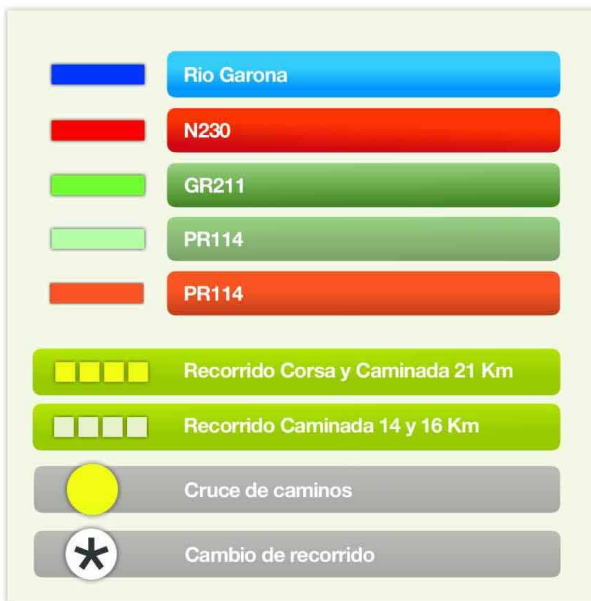 Rio Garona
N230
GR211
PR114
PR114
Recorrido Corsa y Caminada 21 Km
Recorrido Caminada 14 y 16 Km
Cruce de caminos
Cambio de recorrido